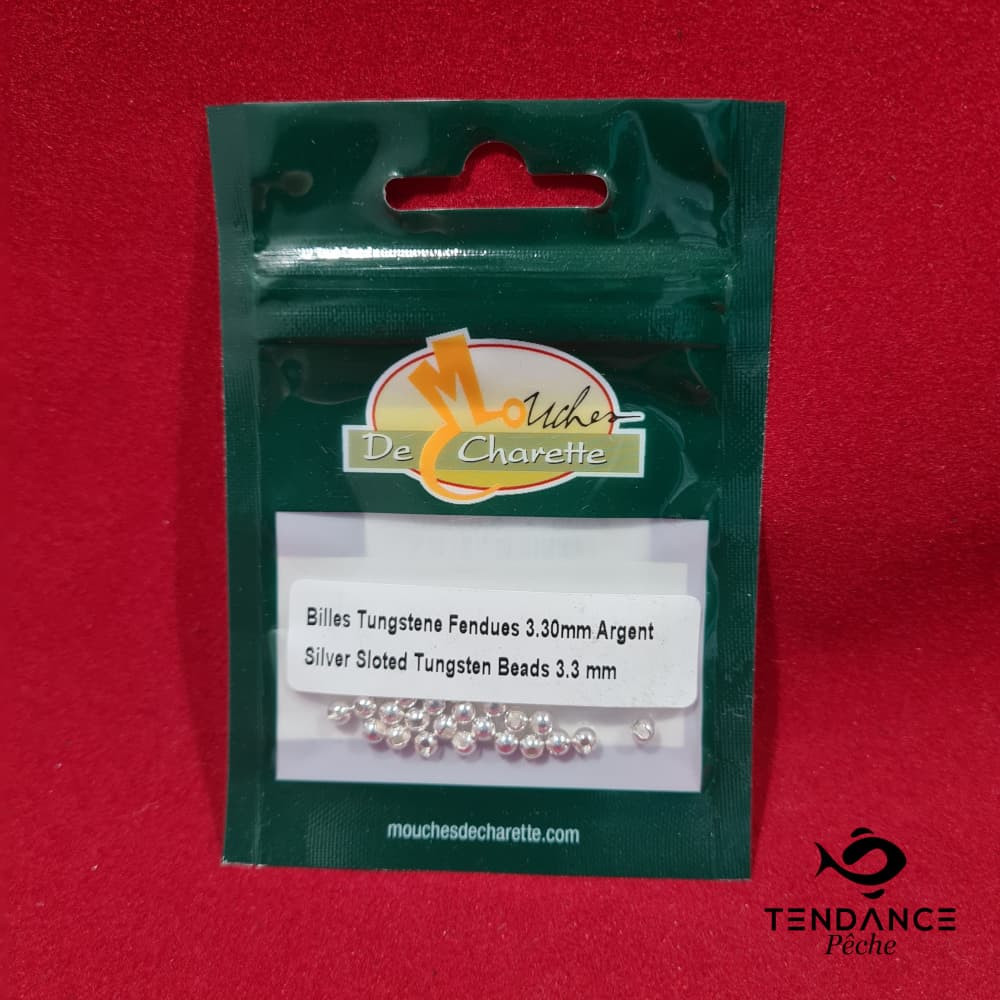 Mouches
De Charette
Billes Tungstene Fendues 3.30mm Argent
Silver Sloted Tungsten Beads 3.3 mm
mouchesdecharette.com
TENDANCE
Pêche